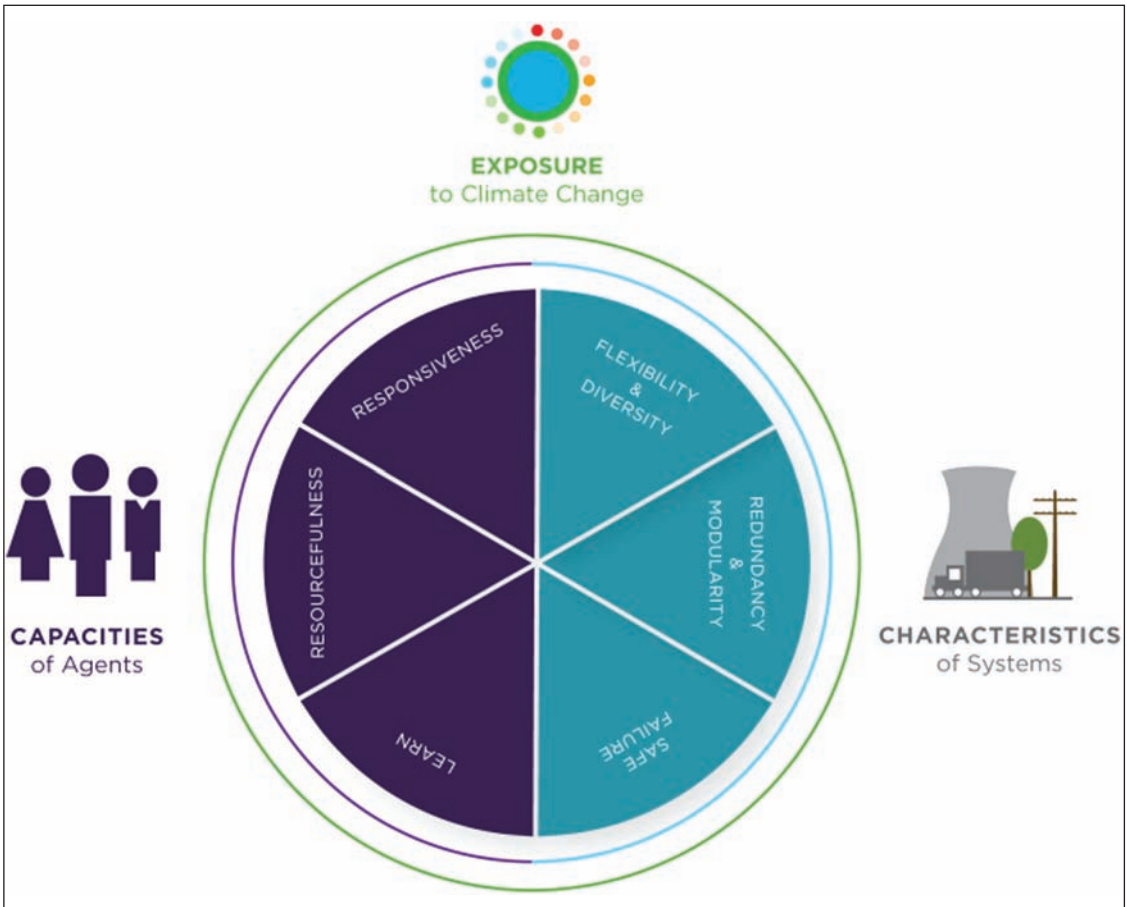 EXPOSURE
to Climate Change
RESPONSIVENESS
FLEXIBILITY
&
DIVERSITY
RESOURCEFULNESS
REDUNDANCY
&
MODULARITY
CAPACITIES
of Agents
CHARACTERISTICS
of Systems
LEARN
SAFE
FAILURE